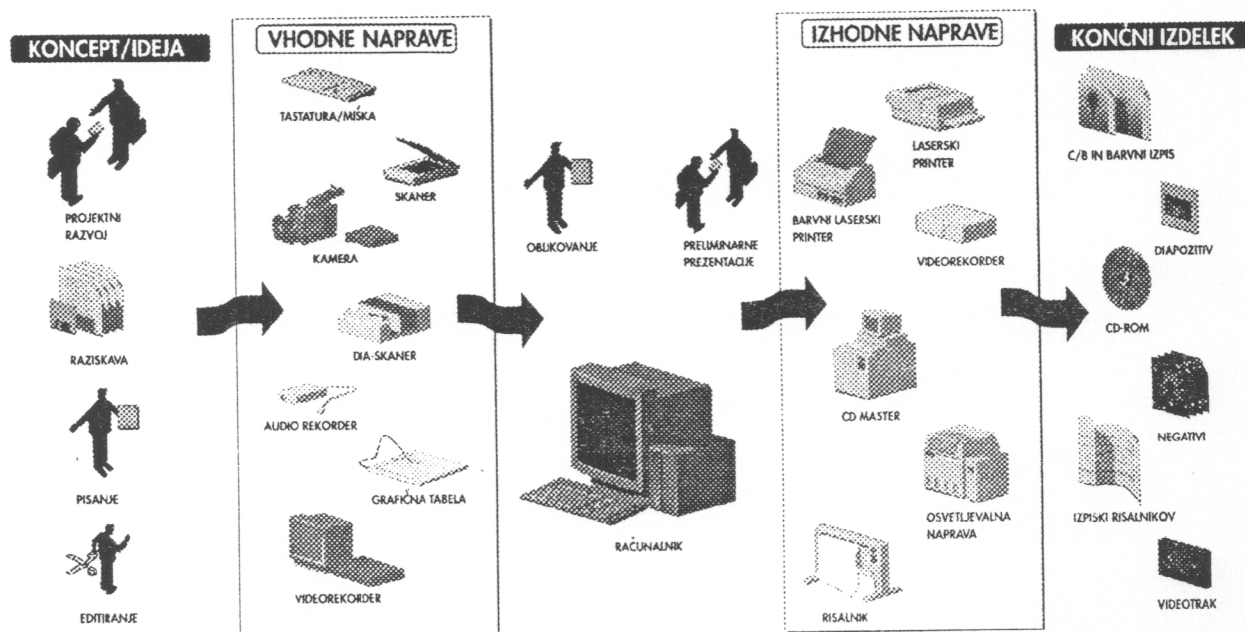 KONCEPT/IDEJA
PROJEKTNI
RAZVOJ
RAZISKAVA
PISANJE
EDITIRANJE
VHODNE NAPRAVE
TASTATURA/MIŠKA
SKANER
KAMERA
DIA-SKANER
AUDIO REKORDER
GRAFIČNA TABELA
VIDEOREKORDER
OBLIKOVANJE
PRELIMINARNE
PREZENTACIJE
RAČUNALNIK
IZHODNE NAPRAVE
LASERSKI
PRINTER
BARVNI LASERSKI
PRINTER
VIDEOREKORDER
CD MASTER
OSVETLJEVALNA
NAPRAVA
RISALNIK
KONČNI IZDELEK
C/B IN BARVNI IZPIS
DIAPOZITIV
CD-ROM
NEGATIVI
IZPISKI RISALNIKOV
VIDEOTRAK